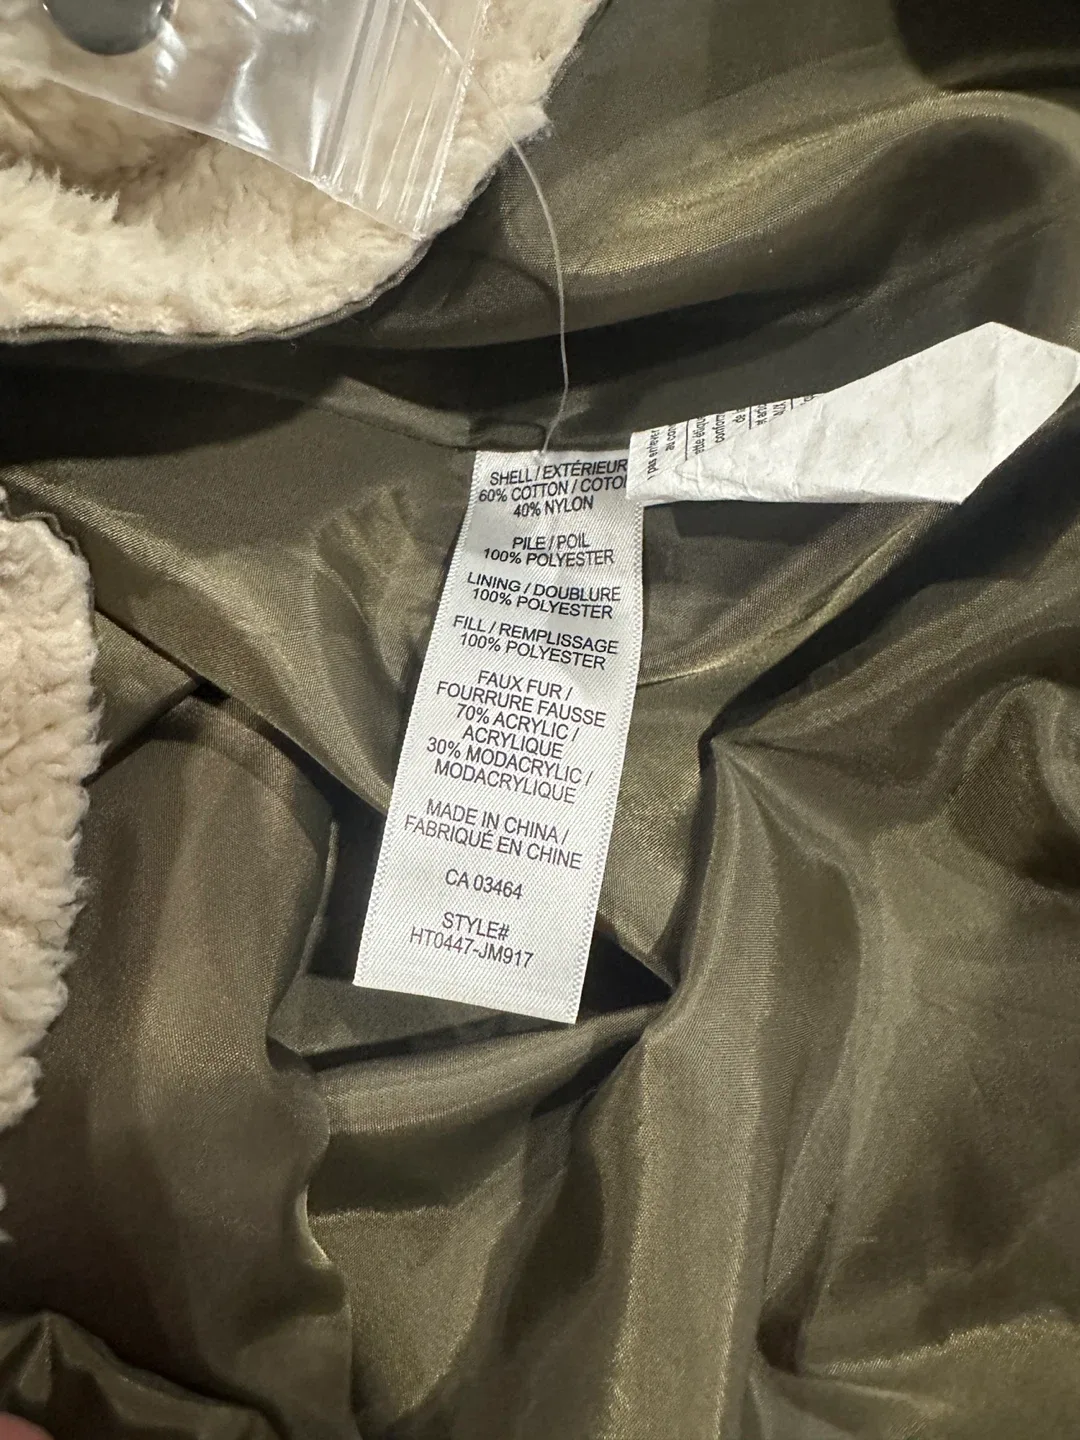 SHELL / EXTÉRIEUR
60% COTTON / COTO
40% NYLON
PILE / POIL
100% POLYESTER
LINING / DOUBLURE
100% POLYESTER
FILL / REMPLISSAGE
100% POLYESTER
FAUX FUR /
FOURRURE FAUSSE
70% ACRYLIC /
ACRYLIQUE
30% MODACRYLIC /
MODACRYLIQUE
MADE IN CHINA /
FABRIQUÉ EN CHINE
CA 03464
STYLE#
HT0447-JM917